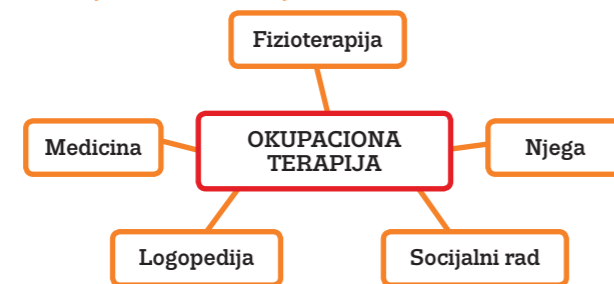 Fizioterapija
Medicina
OKUPACIONA
TERAPIJA
Njega
Logopedija
Socijalni rad